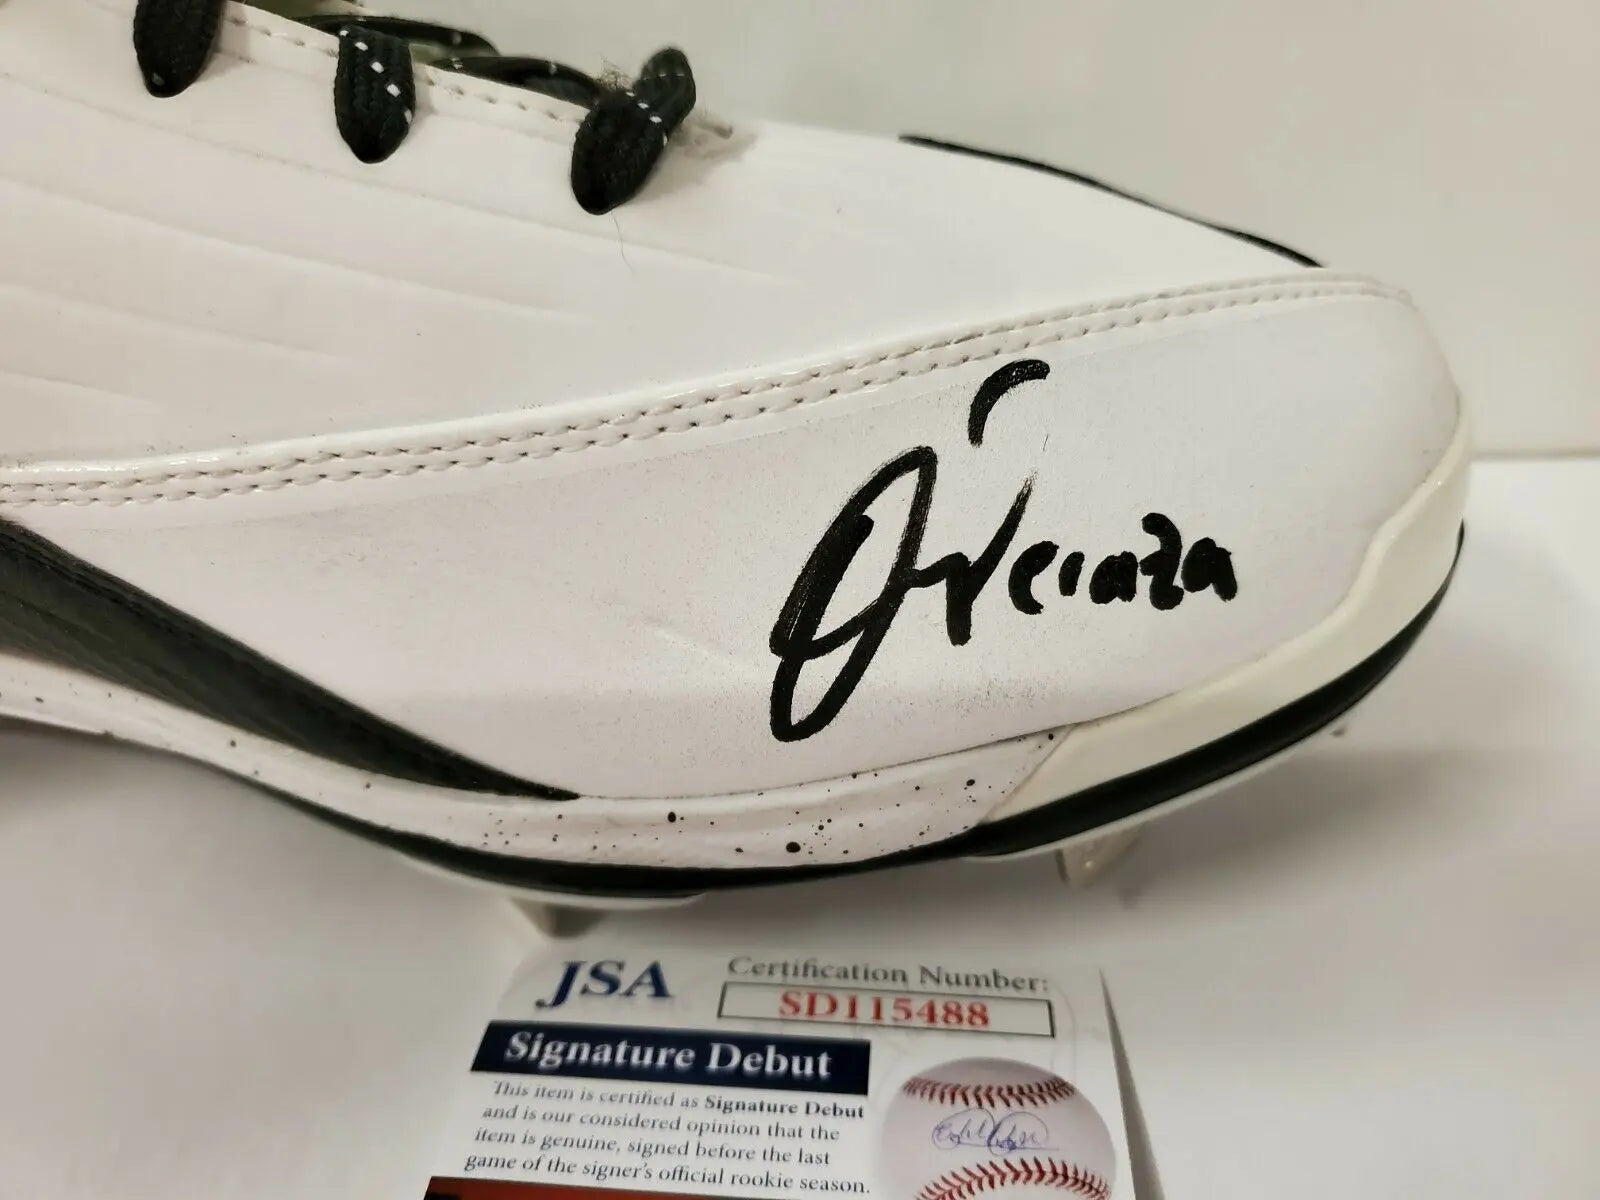 JSA
Certification Number:
SD115488
Signature Debut
This item is certified as Signature Debut
and is our considered opinion that the
item is genuine, signed before the last
game of the signer's official rookie season.